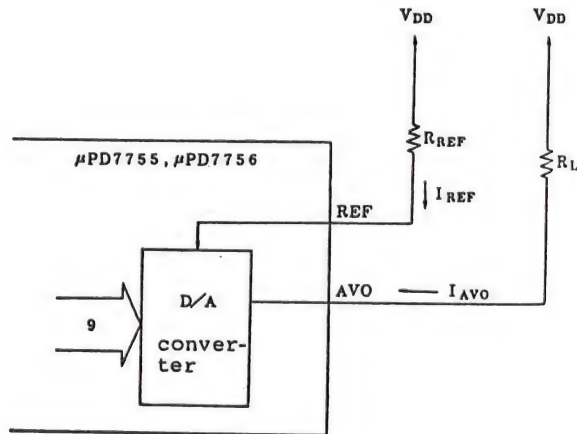 VDD
VDD
RREF
RL
μPD7755, μPD7756
IREF
REF
AVO
IAVO
D/A
conver-
ter
9